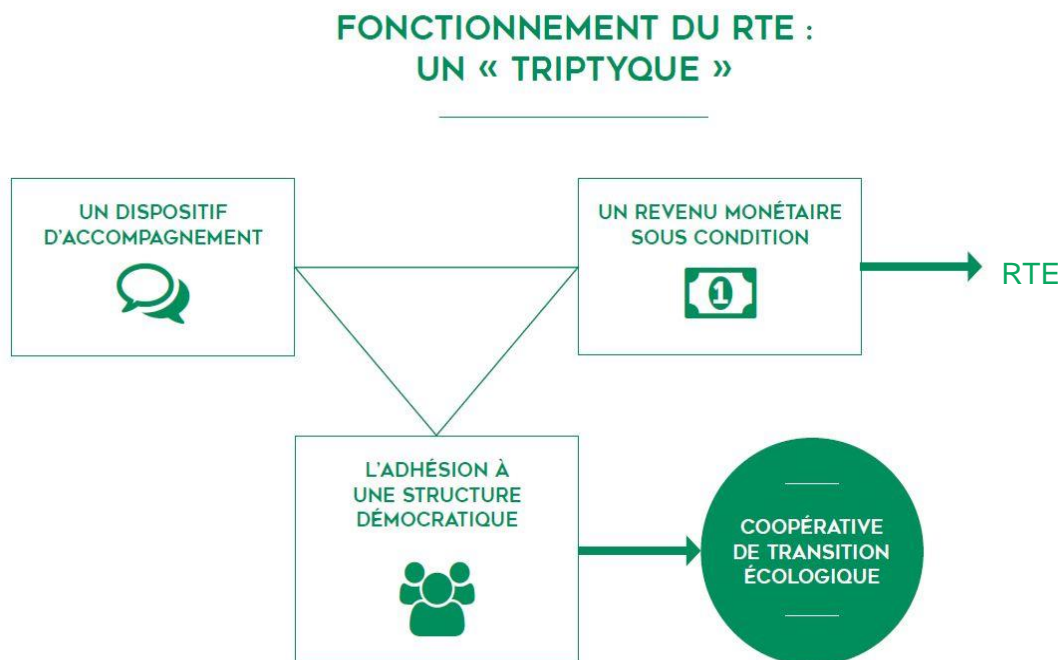 FONCTIONNEMENT DU RTE :
UN « TRIPTYQUE »
UN DISPOSITIF
D'ACCOMPAGNEMENT
UN REVENU MONÉTAIRE
SOUS CONDITION
1
RTE
L'ADHÉSION À
UNE STRUCTURE
DÉMOCRATIQUE
COOPÉRATIVE
DE TRANSITION
ÉCOLOGIQUE